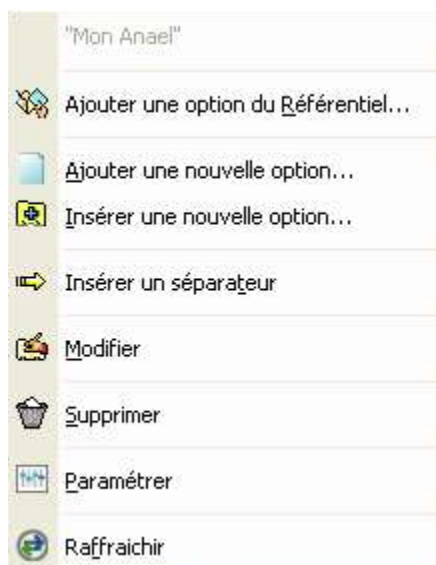 "Mon Anael"
Ajouter une option du Référentiel...
Ajouter une nouvelle option...
Insérer une nouvelle option...
Insérer un séparateur
Modifier
Supprimer
Paramétrer
Raffraichir